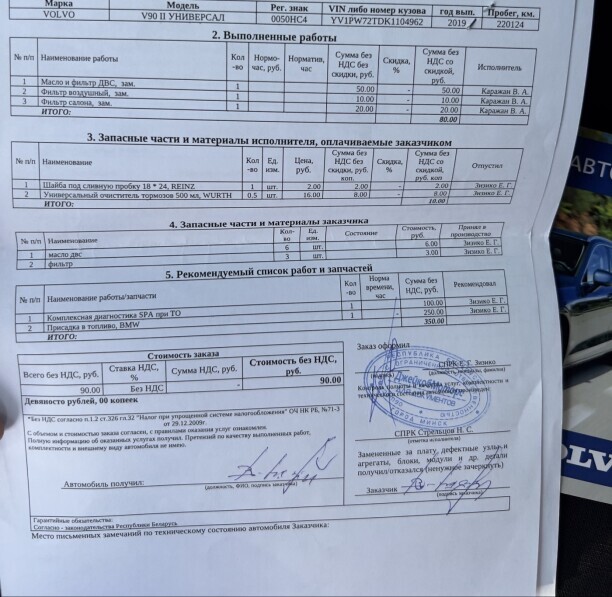 Марка Модель Рег. знак VIN либо номер кузова год вып. Пробег, км.
VOLVO V90 II УНИВЕРСАЛ 0050HC4 YV1PW72TDK1104962 2019 220124
2. Выполненные работы
№ п/п Наименование работы Кол-во Нормо-час, руб. Норматив, час Сумма без НДС без скидки, руб. Скидка, % Сумма без НДС со скидкой, руб. Исполнитель
1 Масло и фильтр ДВС, зам. 1 50.00 - 50.00 Каражан В. А.
2 Фильтр воздушный, зам. 1 10.00 - 10.00 Каражан В. А.
3 Фильтр салона, зам. 1 20.00 - 20.00 Каражан В. А.
ИТОГО: 80.00
3. Запасные части и материалы исполнителя, оплачиваемые заказчиком
№ п/п Наименование Кол-во Ед. изм. Цена, руб. Сумма без НДС без скидки, руб. коп. Скидка, % Сумма без НДС со скидкой, руб. коп Отпустил
1 Шайба под сливную пробку 18 * 24, REINZ 1 шт. 2.00 2.00 - 2.00 Зизико Е. Г.
2 Универсальный очиститель тормозов 500 мл, WURTH 0.5 шт. 16.00 8.00 - 8.00 Зизико Е. Г.
ИТОГО: 10.00
4. Запасные части и материалы заказчика
№ п/п Наименование Кол-во Ед. изм. Состояние Стоимость, руб. Принял в производство
1 масло двс 6 шт. 6.00 Зизико Е. Г.
2 фильтр 3 шт. 3.00 Зизико Е. Г.
5. Рекомендуемый список работ и запчастей
№ п/п Наименование работы/запчасти Кол-во Норма времени, час Сумма без НДС, руб. Рекомендовал
1 Комплексная диагностика SPA при ТО 1 100.00 Зизико Е. Г.
2 Присадка в топливо, BMW 1 250.00 Зизико Е. Г.
ИТОГО: 350.00
Стоимость заказа
Всего без НДС, руб. Ставка НДС, % Сумма НДС, руб. Стоимость без НДС, руб.
90.00 Без НДС - 90.00
Девяносто рублей, 00 копеек
*Без НДС согласно п.1.2 ст.326 гл.32 "Налог при упрощенной системе налогообложения" ОЧ НК РБ, №71-З
от 29.12.2009г.
С объемом и стоимостью заказа согласен, с правилами оказания услуг ознакомлен.
Полную информацию об оказанных услугах получил. Претензий по качеству выполненных работ,
комплектности и внешнему виду автомобиля не имею.
Автомобиль получил:
(должность, ФИО, подпись заказчика)
Заказ оформил
СПРК Е. Г. Зизико
СПРК Стрельцов Н. С.
(отметка исполнителя)
Замененные за плату, дефектные узлы и
агрегаты, блоки, модули и др. детали
получил/отказался (ненужное зачеркнуть)
Заказчик
(подпись заказчика)
Гарантийные обязательства:
Согласно - законодательства Республики Беларусь
Место письменных замечаний по техническому состоянию автомобиля Заказчика:
АВТО
VOLV